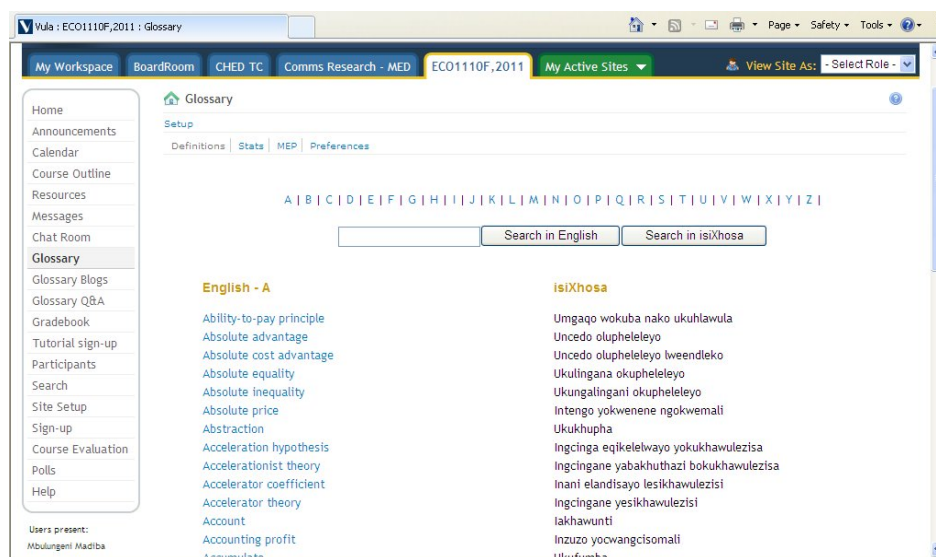 Vula : ECO1110F,2011 : Glossary
Page Safety Tools
My Workspace BoardRoom CHED TC Comms Research - MED ECO1110F,2011 My Active Sites View Site As: - Select Role -
Home
Announcements
Calendar
Course Outline
Resources
Messages
Chat Room
Glossary
Glossary Blogs
Glossary Q&A
Gradebook
Tutorial sign-up
Participants
Search
Site Setup
Sign-up
Course Evaluation
Polls
Help
Users present:
Mbulungeni Madiba
Glossary
Setup
Definitions | Stats | MEP | Preferences
A | B | C | D | E | F | G | H | I | J | K | L | M | N | O | P | Q | R | S | T | U | V | W | X | Y | Z |
Search in English Search in isiXhosa
English - A isiXhosa
Ability-to-pay principle Umgaqo wokuba nako ukuhlawula
Absolute advantage Uncedo olupheleleyo
Absolute cost advantage Uncedo olupheleleyo lweendleko
Absolute equality Ukulingana okupheleleyo
Absolute inequality Ukungalingani okupheleleyo
Absolute price Intengo yokwenene ngokwemali
Abstraction Ukukhupha
Acceleration hypothesis Ingcinga eqikelelwayo yokukhawulezisa
Accelerationist theory Ingcingane yabakhuthazi bokukhawulezisa
Accelerator coefficient Inani elandisayo lesikhawulezisi
Accelerator theory Ingcingane yesikhawulezisi
Account Iakhawunti
Accounting profit Inzuzo yocwangcisomali
Accumulate Ukufumba